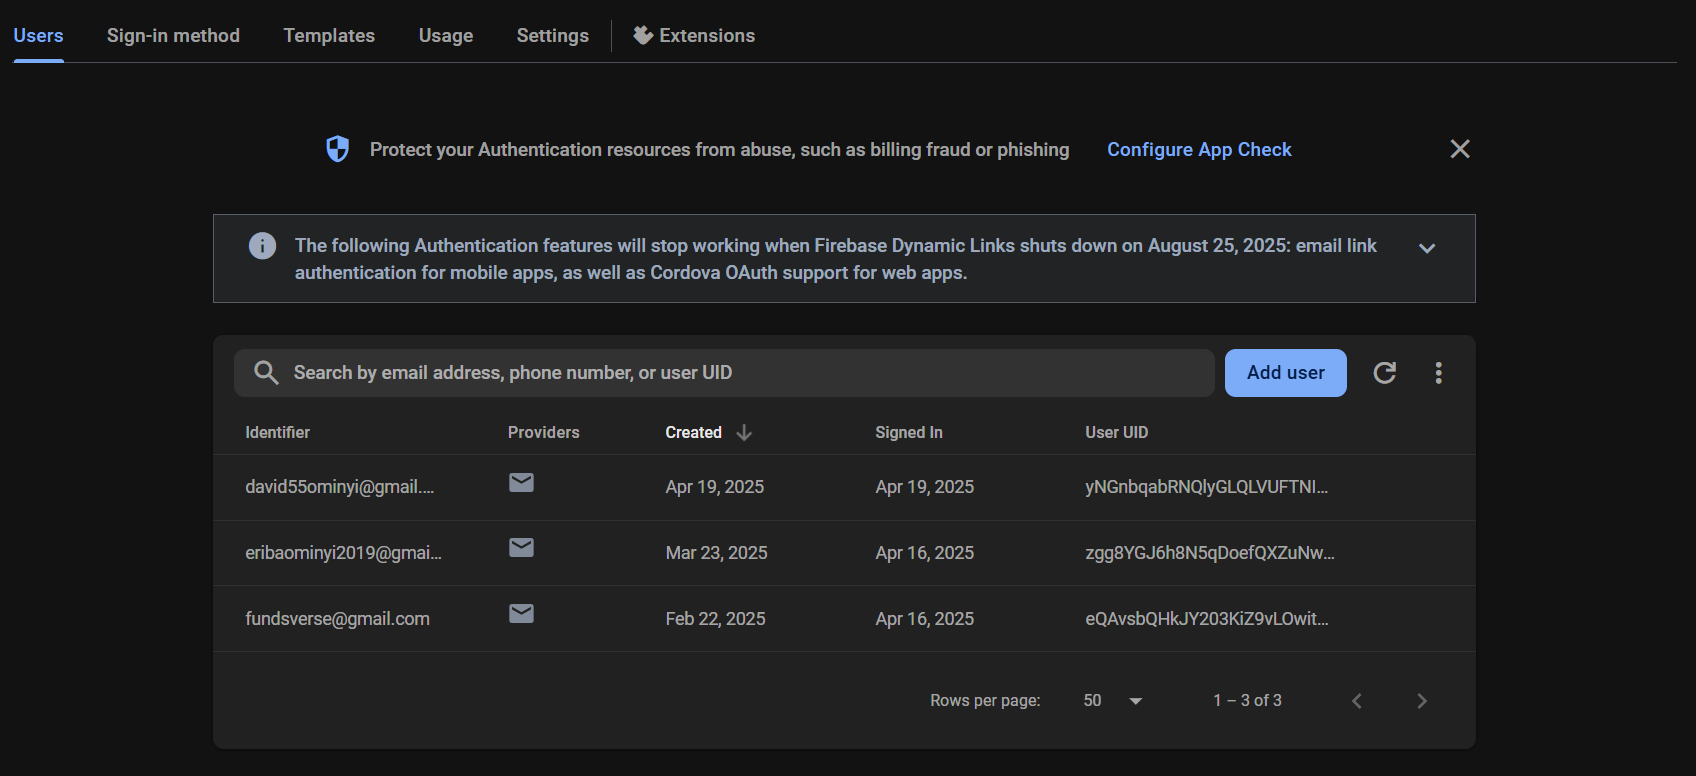 Users Sign-in method Templates Usage Settings Extensions
Protect your Authentication resources from abuse, such as billing fraud or phishing Configure App Check
The following Authentication features will stop working when Firebase Dynamic Links shuts down on August 25, 2025: email link
authentication for mobile apps, as well as Cordova OAuth support for web apps.
Search by email address, phone number, or user UID Add user
Identifier Providers Created Signed In User UID
david55ominyi@gmail.... Apr 19, 2025 Apr 19, 2025 yNGnbqabRNQlyGLQLVUFTNI...
eribaominyi2019@gmai... Mar 23, 2025 Apr 16, 2025 zgg8YGJ6h8N5qDoefQXZuNw...
fundsverse@gmail.com Feb 22, 2025 Apr 16, 2025 eQAvsbQHkJY203KiZ9vLOwit...
Rows per page: 50 1 – 3 of 3